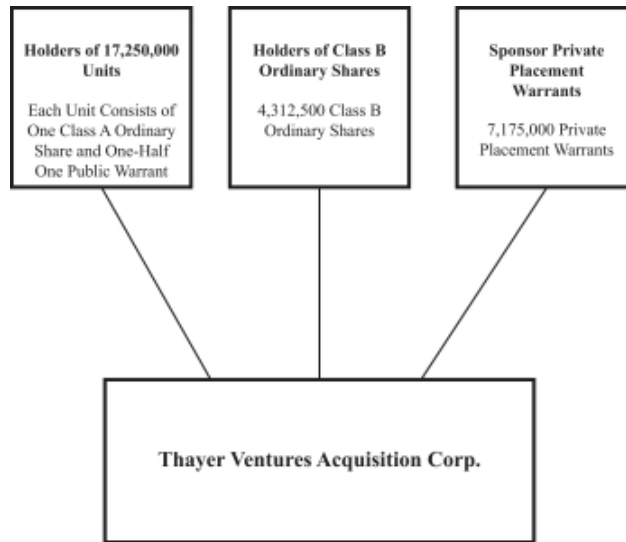 Holders of 17,250,000
Units
Each Unit Consists of
One Class A Ordinary
Share and One-Half
One Public Warrant
Holders of Class B
Ordinary Shares
4,312,500 Class B
Ordinary Shares
Sponsor Private
Placement
Warrants
7,175,000 Private
Placement Warrants
Thayer Ventures Acquisition Corp.